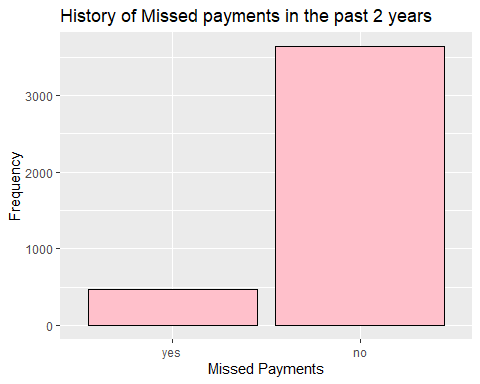 History of Missed payments in the past 2 years
Frequency
3000
2000
1000
0
yes
no
Missed Payments